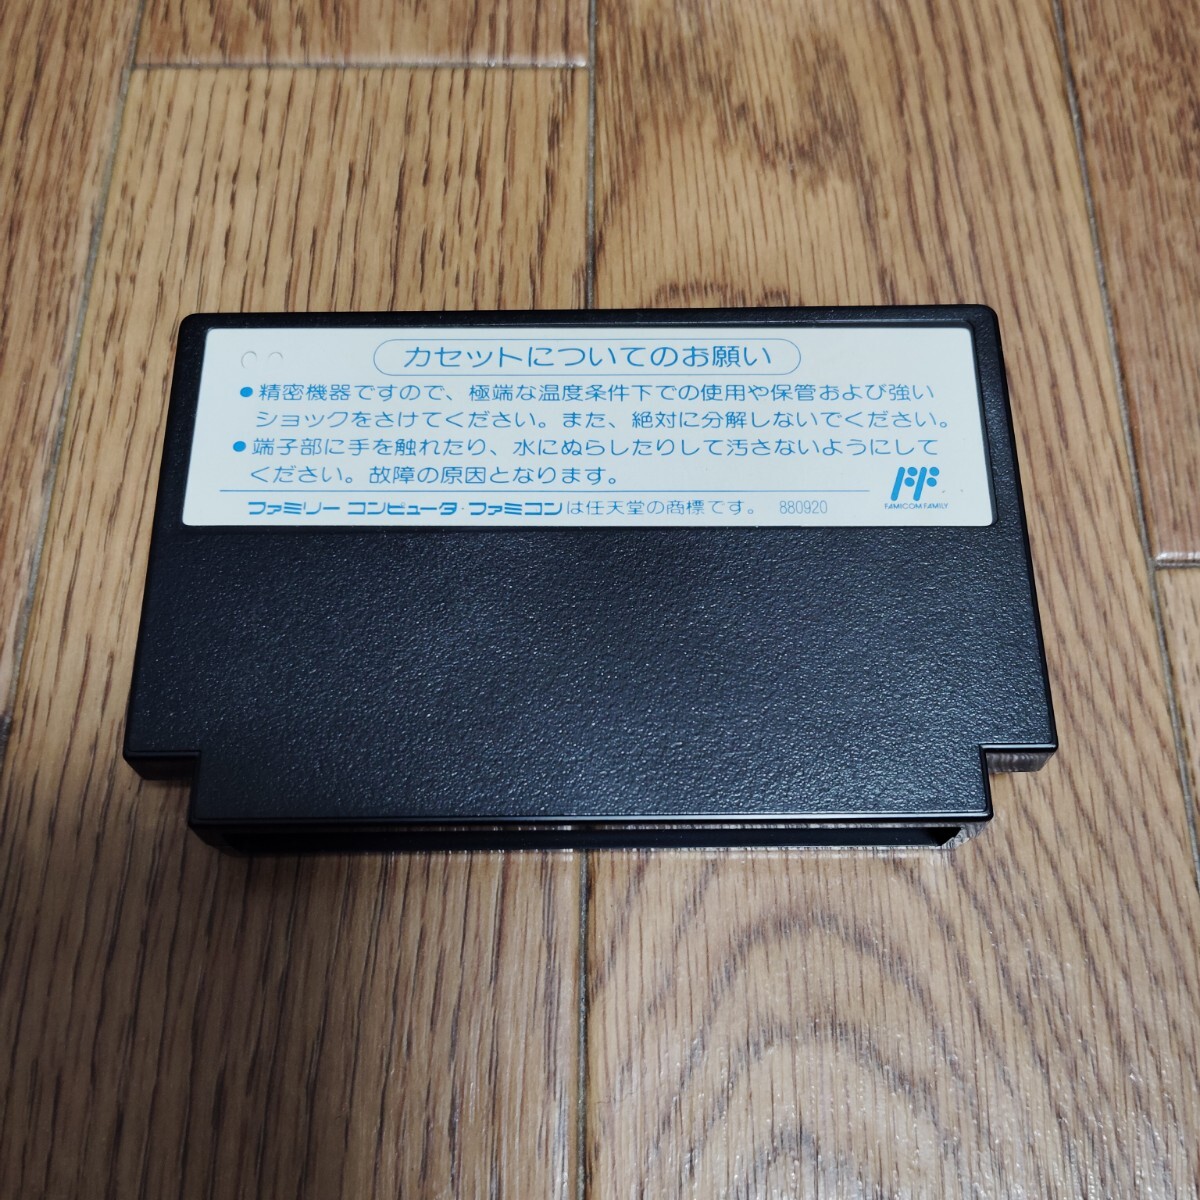 カセットについてのお願い
●精密機器ですので、極端な温度条件下での使用や保管および強い
ショックをさけてください。また、絶対に分解しないでください。
●端子部に手を触れたり、水にぬらしたりして汚さないようにして
ください。故障の原因となります。
FF
FAMICOM FAMILY
ファミリーコンピュータ・ファミコンは任天堂の商標です。 880920